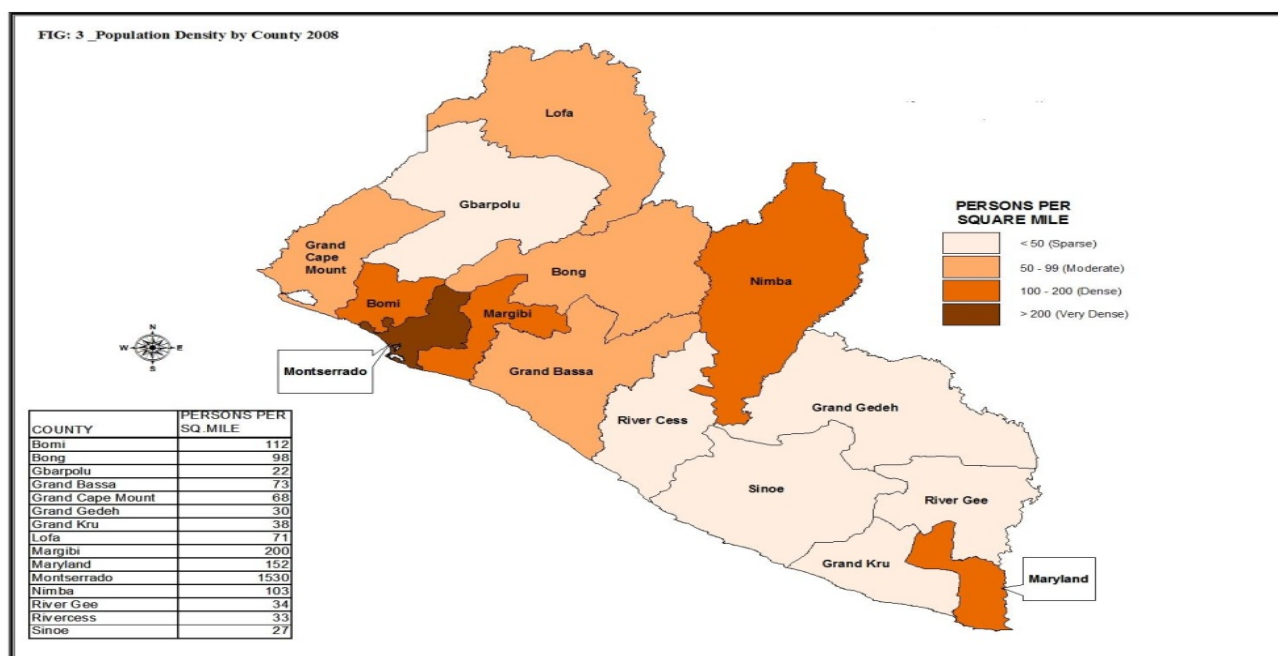 FIG: 3 _Population Density by County 2008
Lofa
Gbarpolu
Grand
Cape
Mount
Bong
Nimba
Bomi
Margibi
Montserrado
Grand Bassa
River Cess
Grand Gedeh
Sinoe
River Gee
Grand Kru
Maryland
N
W E
S
PERSONS PER
SQUARE MILE
< 50 (Sparse)
50 - 99 (Moderate)
100 - 200 (Dense)
> 200 (Very Dense)
COUNTY PERSONS PER SQ.MILE
Bomi 112
Bong 98
Gbarpolu 22
Grand Bassa 73
Grand Cape Mount 68
Grand Gedeh 30
Grand Kru 38
Lofa 71
Margibi 200
Maryland 152
Montserrado 1530
Nimba 103
River Gee 34
Rivercess 33
Sinoe 27